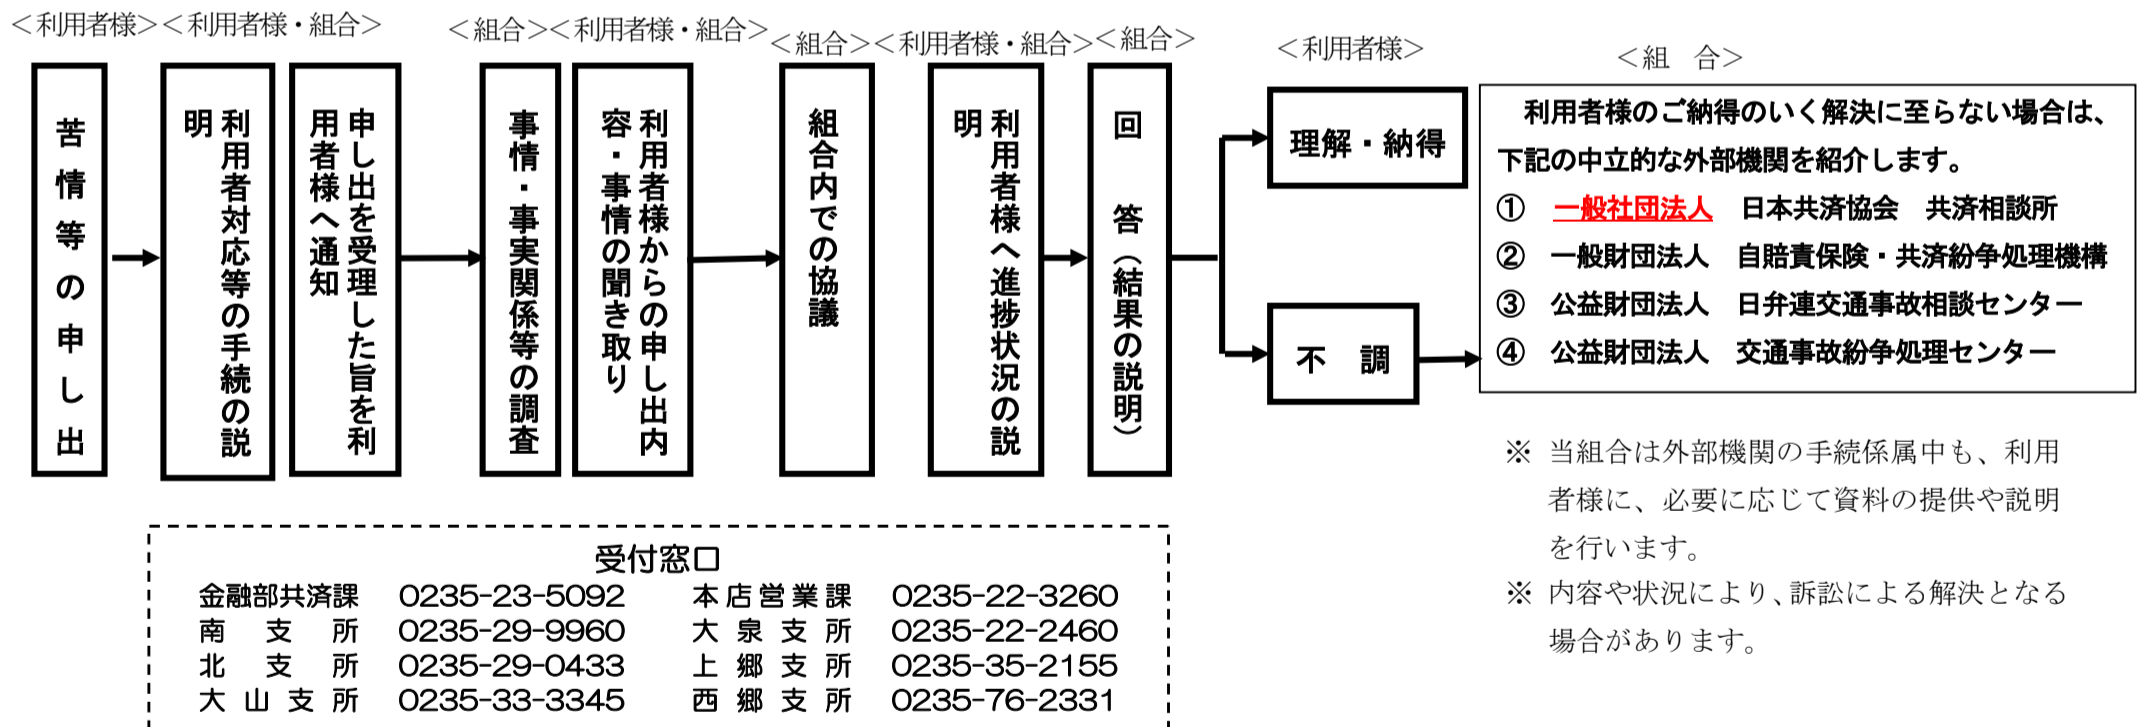 ＜利用者様＞＜利用者様・組合＞
＜組合＞＜利用者様・組合＞
＜組合＞＜利用者様・組合＞＜組合＞
＜利用者様＞
＜組　合＞
苦情等の申し出
利用者対応等の手続の説
明
申し出を受理した旨を利
用者様へ通知
事情・事実関係等の調査
利用者様からの申し出内
容・事情の聞き取り
組合内での協議
利用者様へ進捗状況の説
明
回　答（結果の説明）
理解・納得
不　調
利用者様のご納得のいく解決に至らない場合は、
下記の中立的な外部機関を紹介します。
①　一般社団法人　日本共済協会　共済相談所
②　一般財団法人　自賠責保険・共済紛争処理機構
③　公益財団法人　日弁連交通事故相談センター
④　公益財団法人　交通事故紛争処理センター
※ 当組合は外部機関の手続係属中も、利用
者様に、必要に応じて資料の提供や説明
を行います。
※ 内容や状況により、訴訟による解決となる
場合があります。
受付窓口
金融部共済課　0235-23-5092　本店営業課　0235-22-3260
南　支　所　0235-29-9960　大泉支所　0235-22-2460
北　支　所　0235-29-0433　上郷支所　0235-35-2155
大山支所　0235-33-3345　西郷支所　0235-76-2331